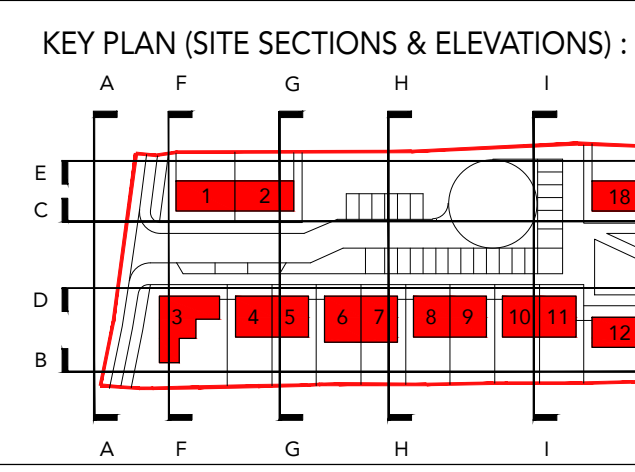 KEY PLAN (SITE SECTIONS & ELEVATIONS) :
A F G H I
E
1 2 18
C
D
3 4 5 6 7 8 9 10 11
12
B
A F G H I